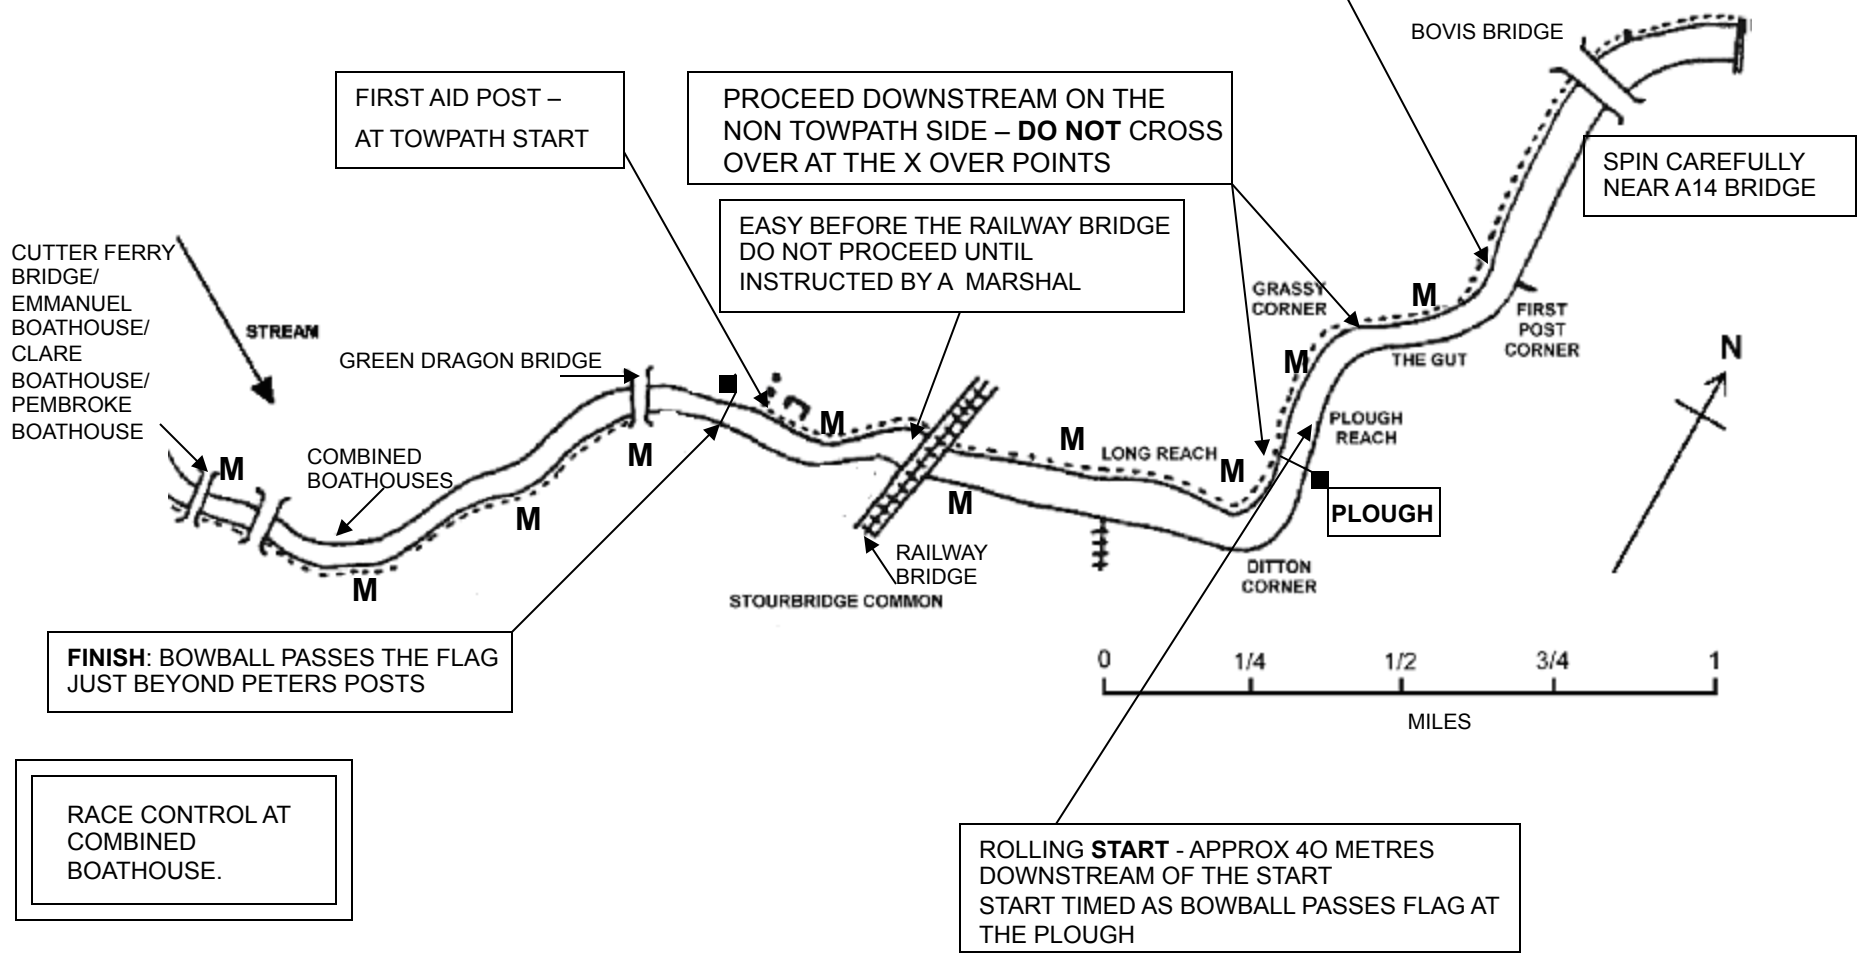 BOVIS BRIDGE
FIRST AID POST –
AT TOWPATH START
PROCEED DOWNSTREAM ON THE
NON TOWPATH SIDE – DO NOT CROSS
OVER AT THE X OVER POINTS
SPIN CAREFULLY
NEAR A14 BRIDGE
EASY BEFORE THE RAILWAY BRIDGE
DO NOT PROCEED UNTIL
INSTRUCTED BY A MARSHAL
CUTTER FERRY
BRIDGE/
EMMANUEL
BOATHOUSE/
CLARE
BOATHOUSE/
PEMBROKE
BOATHOUSE
STREAM
GREEN DRAGON BRIDGE
GRASSY
CORNER
M
FIRST
POST
CORNER
THE GUT
M
N
M
M
M
M
M
PLOUGH
REACH
LONG REACH
M
COMBINED
BOATHOUSES
M
M
M
PLOUGH
RAILWAY
BRIDGE
DITTON
CORNER
STOURBRIDGE COMMON
FINISH: BOWBALL PASSES THE FLAG
JUST BEYOND PETERS POSTS
0 1/4 1/2 3/4 1
MILES
RACE CONTROL AT
COMBINED
BOATHOUSE.
ROLLING START - APPROX 4O METRES
DOWNSTREAM OF THE START
START TIMED AS BOWBALL PASSES FLAG AT
THE PLOUGH